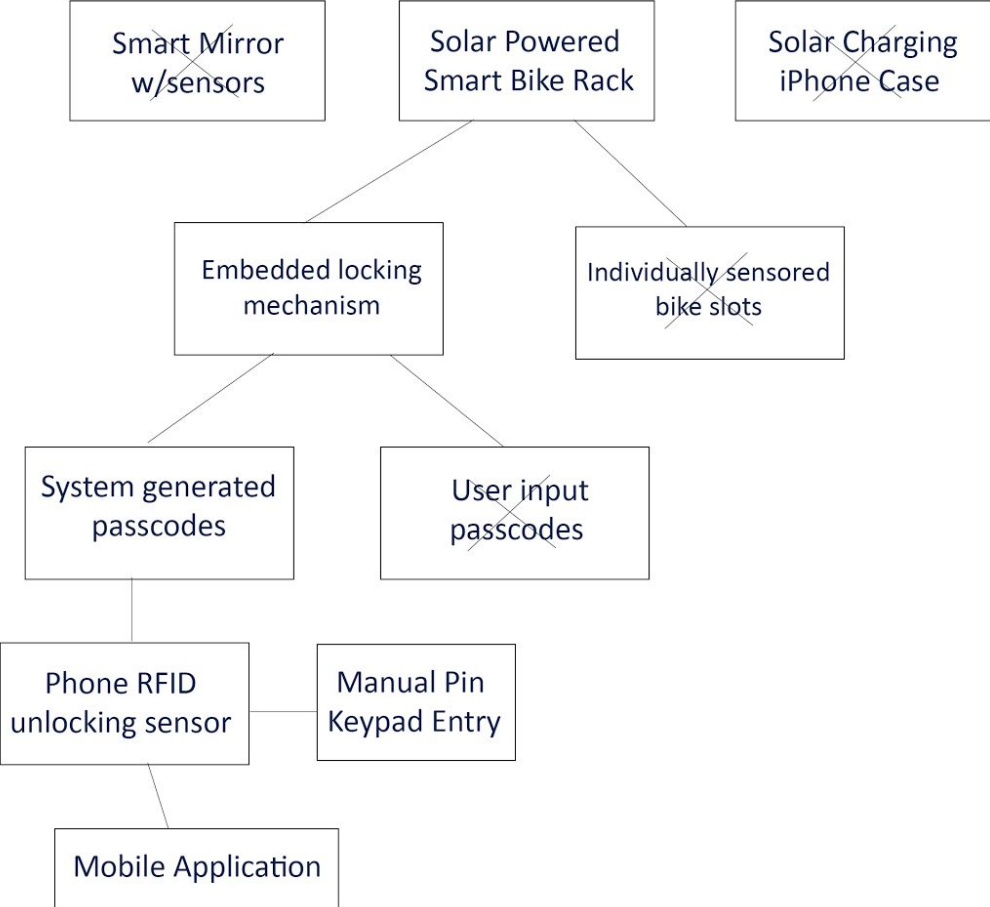 Smart Mirror
w/sensors
Solar Powered
Smart Bike Rack
Solar Charging
iPhone Case
Embedded locking
mechanism
Individually sensored
bike slots
System generated
passcodes
User input
passcodes
Phone RFID
unlocking sensor
Manual Pin
Keypad Entry
Mobile Application